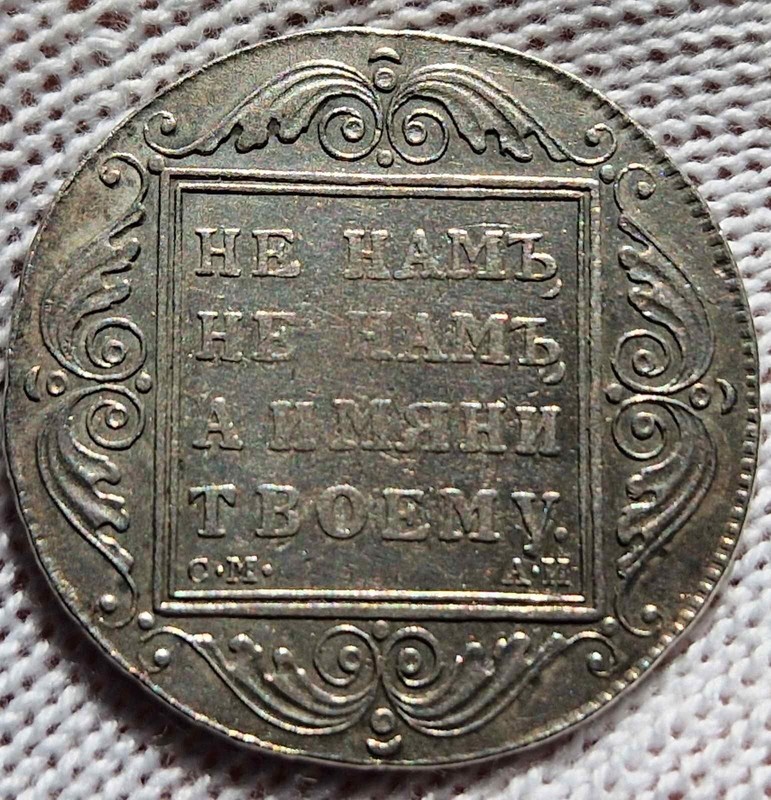 НЕ НАМЪ,
НЕ НАМЪ,
А ИМЯНИ
ТВОЕМУ.
С·М· А·И